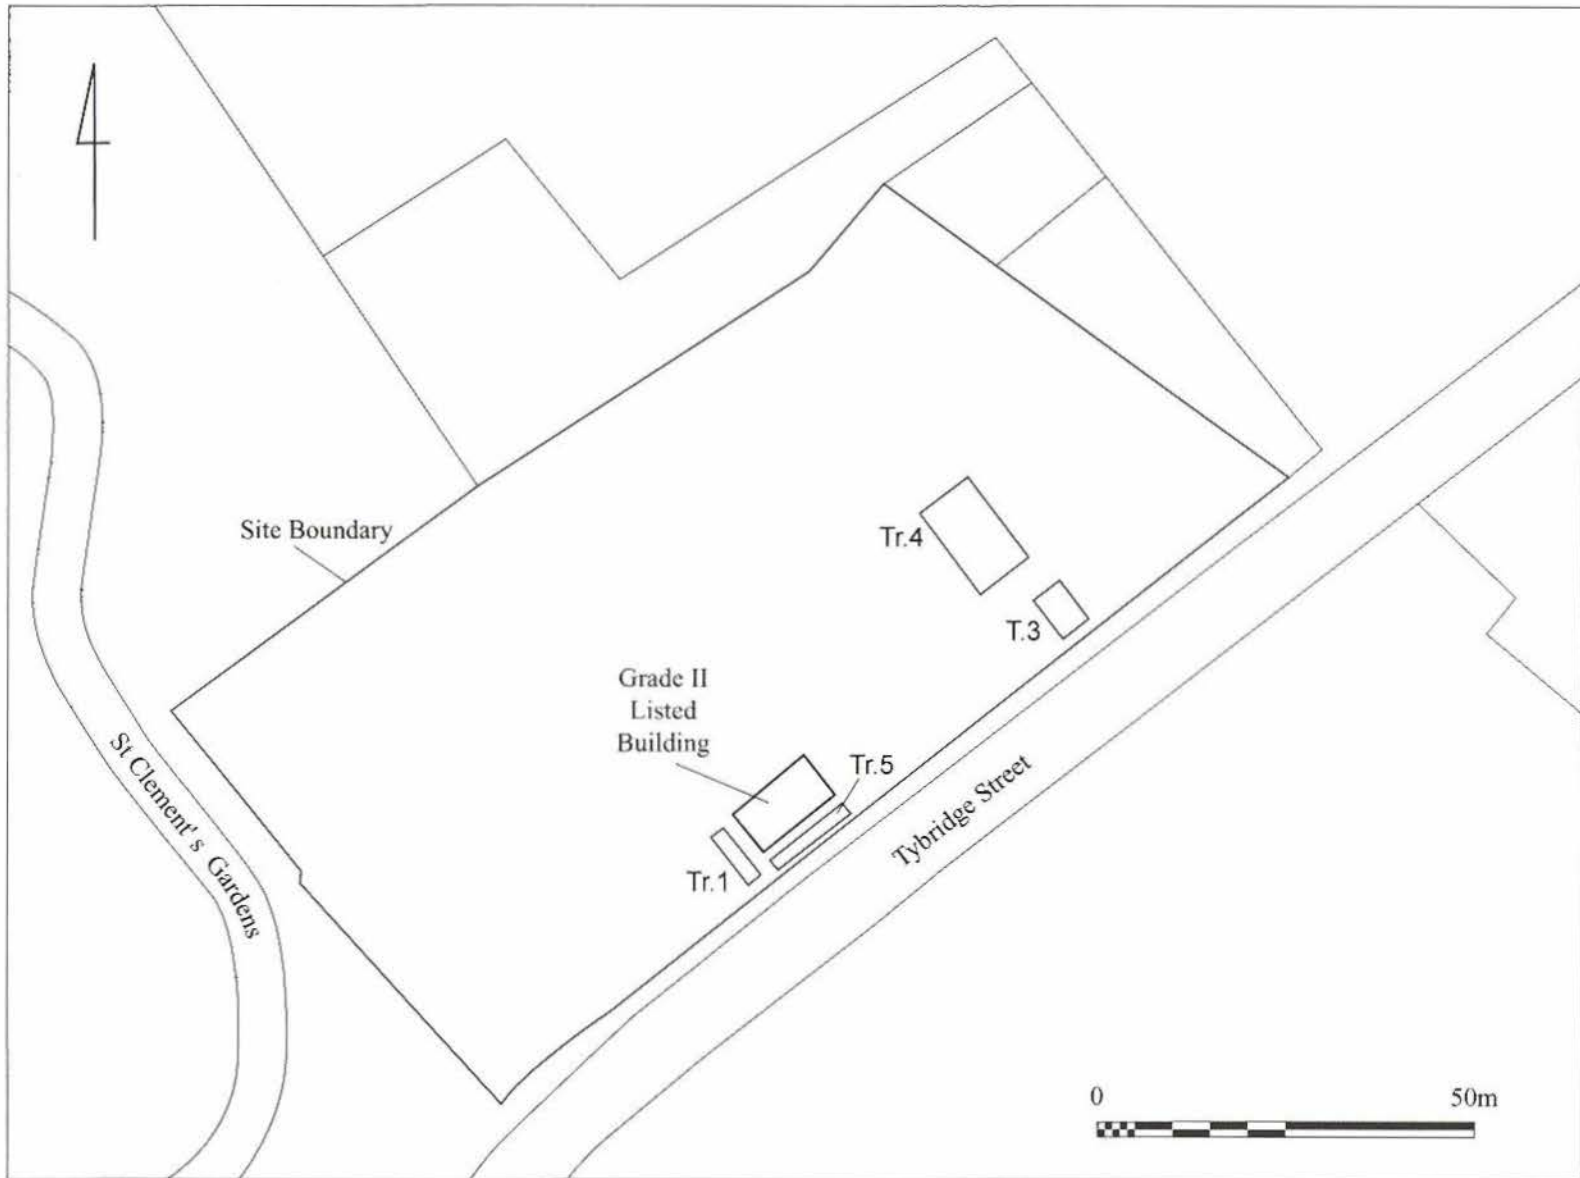 Site Boundary
Tr.4
T.3
Grade II
Listed
Building
Tr.5
Tr.1
St Clement's Gardens
Tybridge Street
0 50m